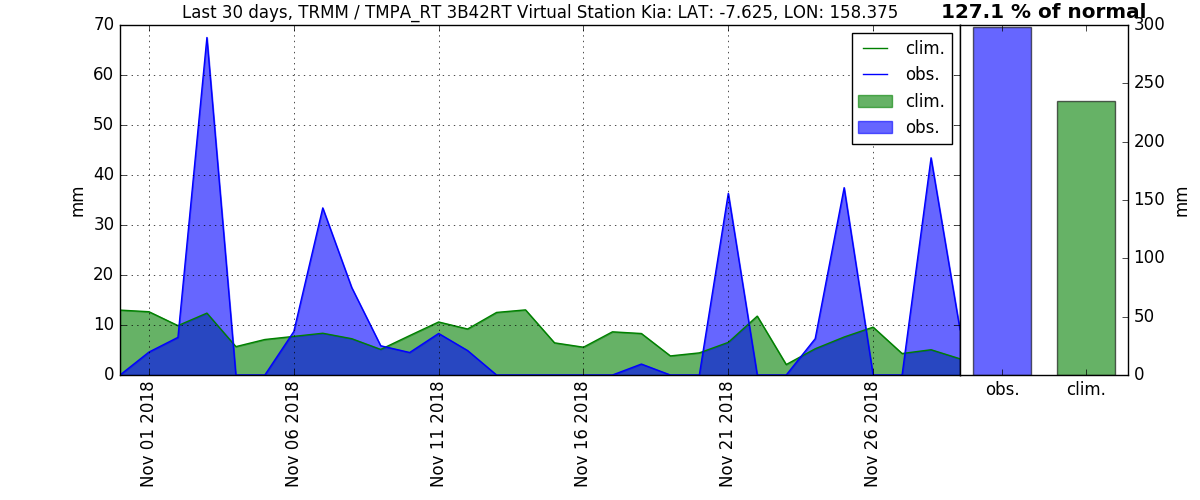 Last 30 days, TRMM / TMPA_RT 3B42RT Virtual Station Kia: LAT: -7.625, LON: 158.375
127.1 % of normal
70
60
50
40
30
20
10
0
mm
clim.
obs.
clim.
obs.
300
250
200
150
100
50
0
mm
Nov 01 2018
Nov 06 2018
Nov 11 2018
Nov 16 2018
Nov 21 2018
Nov 26 2018
obs.
clim.